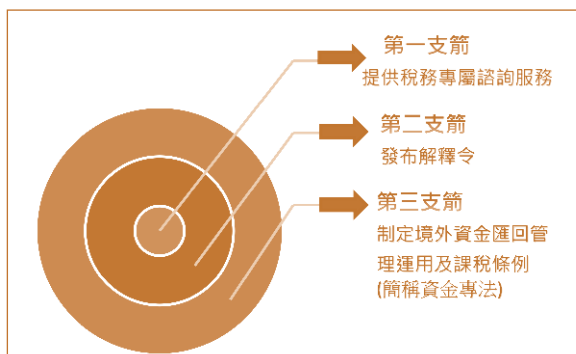 第一支箭
提供稅務專屬諮詢服務
第二支箭
發布解釋令
第三支箭
制定境外資金匯回管
理運用及課稅條例
(簡稱資金專法)